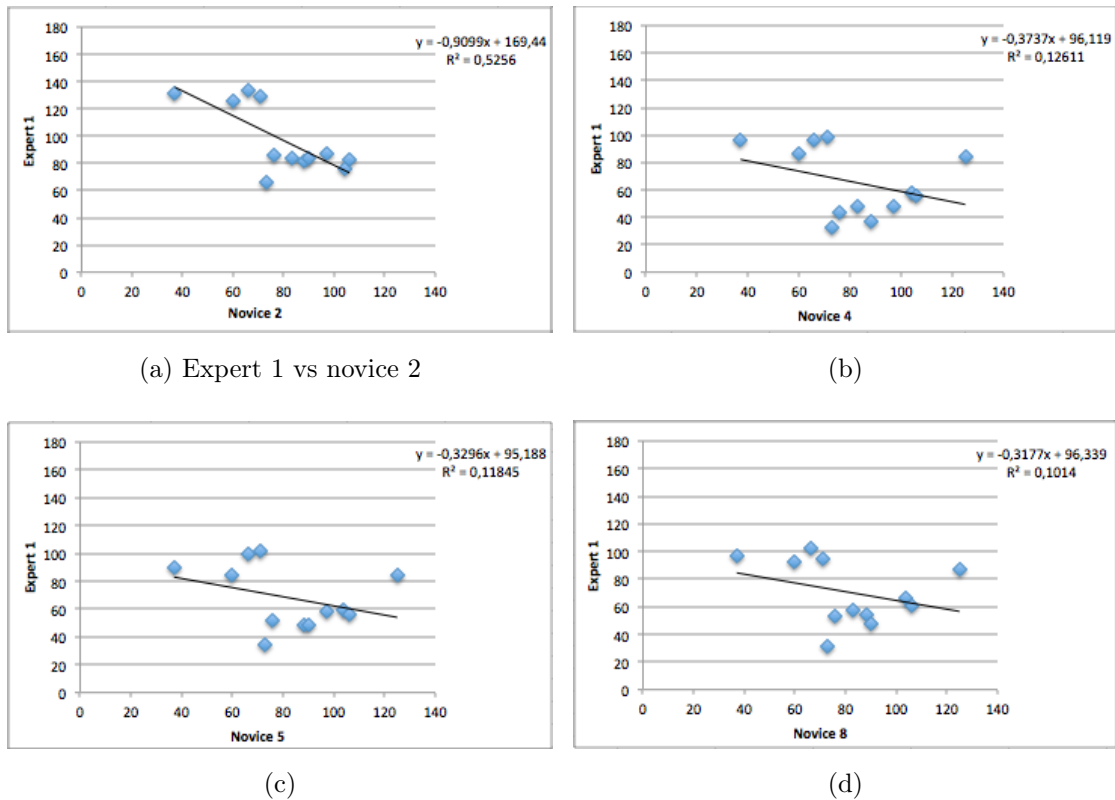 y = -0,9099x + 169,44
R² = 0,5256
180
160
140
120
100
80
60
40
20
0
Expert 1
0 20 40 60 80 100 120 140
Novice 2
(a) Expert 1 vs novice 2
y = -0,3737x + 96,119
R² = 0,12611
180
160
140
120
100
80
60
40
20
0
Expert 1
0 20 40 60 80 100 120 140
Novice 4
(b)
y = -0,3296x + 95,188
R² = 0,11845
180
160
140
120
100
80
60
40
20
0
Expert 1
0 20 40 60 80 100 120 140
Novice 5
(c)
y = -0,3177x + 96,339
R² = 0,1014
180
160
140
120
100
80
60
40
20
0
Expert 1
0 20 40 60 80 100 120 140
Novice 8
(d)